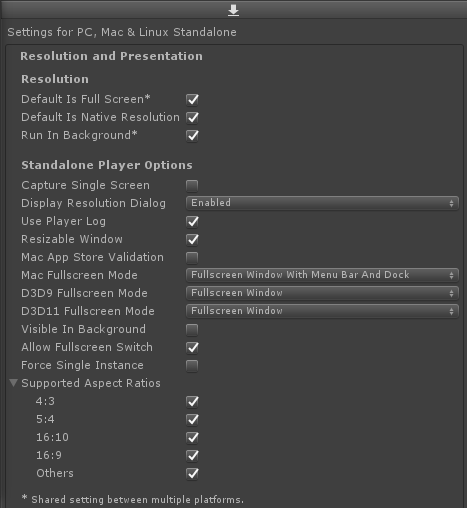 Settings for PC, Mac & Linux Standalone
Resolution and Presentation
Resolution
Default Is Full Screen*
Default Is Native Resolution
Run In Background*
Standalone Player Options
Capture Single Screen
Display Resolution Dialog Enabled
Use Player Log
Resizable Window
Mac App Store Validation
Mac Fullscreen Mode Fullscreen Window With Menu Bar And Dock
D3D9 Fullscreen Mode Fullscreen Window
D3D11 Fullscreen Mode Fullscreen Window
Visible In Background
Allow Fullscreen Switch
Force Single Instance
Supported Aspect Ratios
4:3
5:4
16:10
16:9
Others
* Shared setting between multiple platforms.